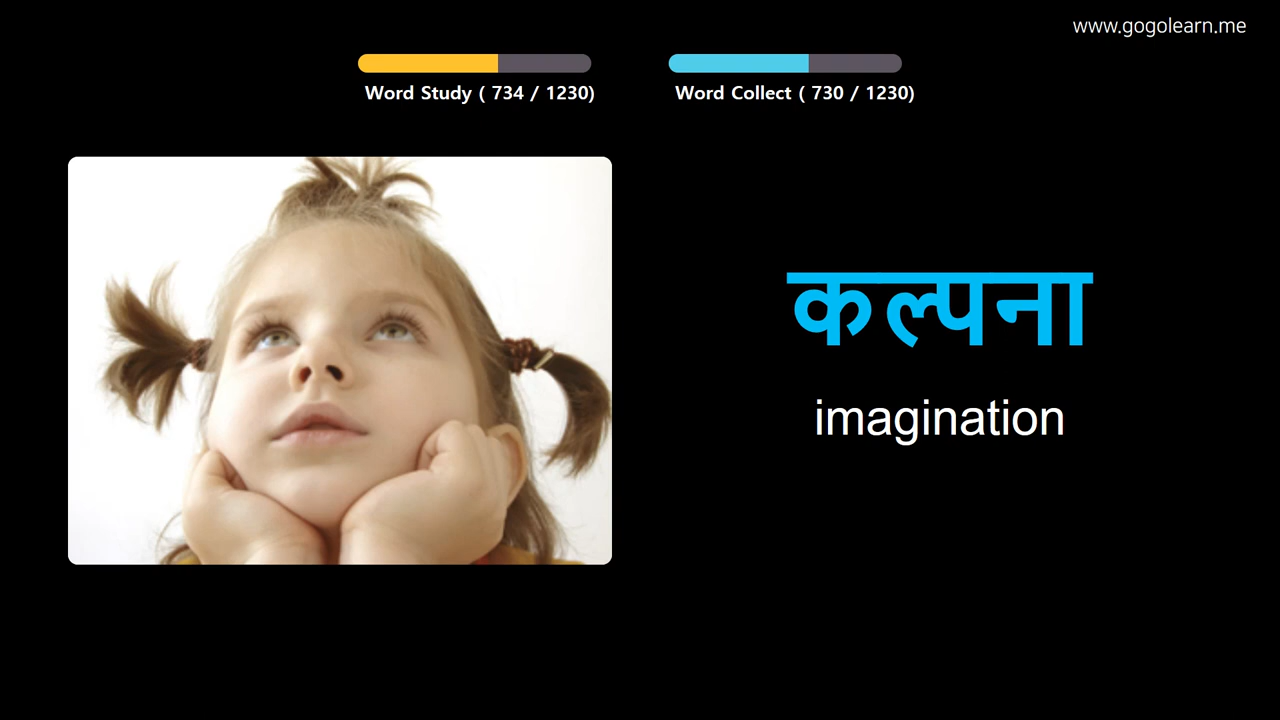 www.gogolearn.me
Word Study ( 734 / 1230)
Word Collect ( 730 / 1230)
कल्पना
imagination